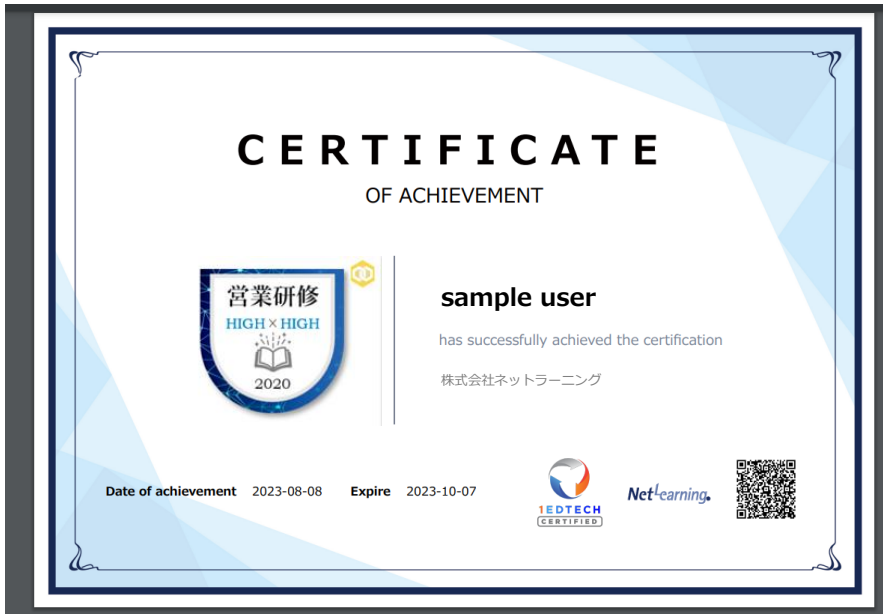 CERTIFICATE
OF ACHIEVEMENT
営業研修
HIGH×HIGH
2020
sample user
has successfully achieved the certification
株式会社ネットラーニング
Date of achievement 2023-08-08 Expire 2023-10-07
1EDTECH
CERTIFIED
NetLearning.